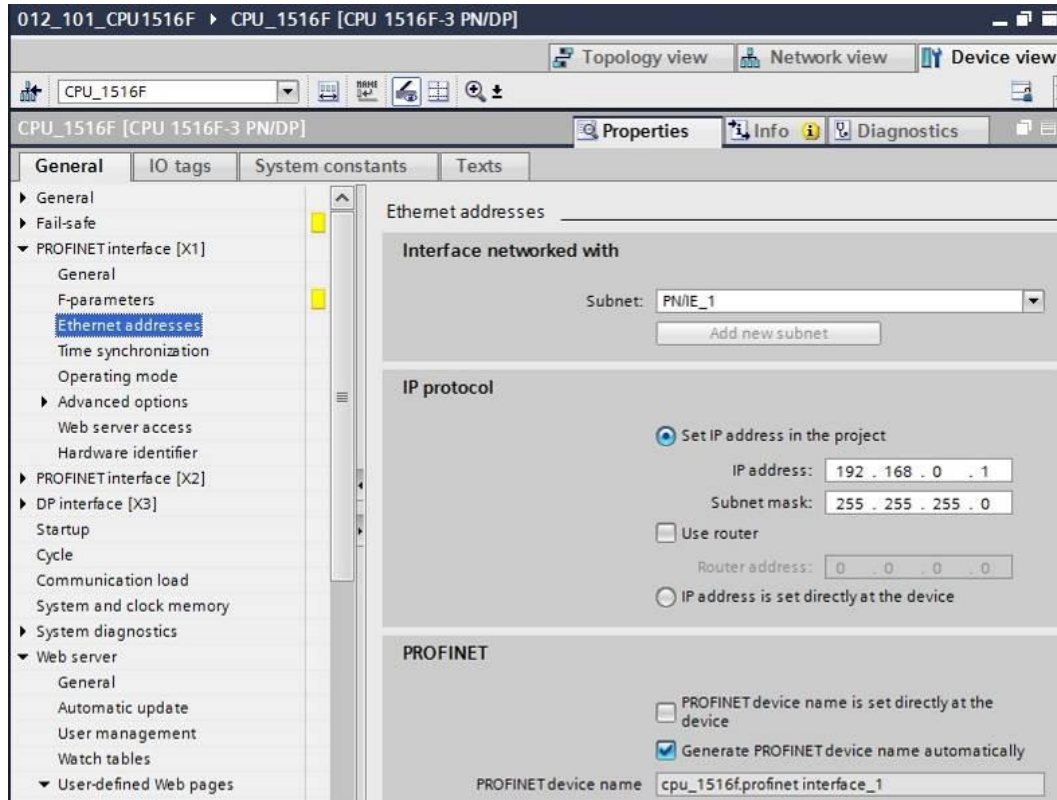 012_101_CPU1516F ▸ CPU_1516F [CPU 1516F-3 PN/DP]
Topology view Network view Device view
CPU_1516F
CPU_1516F [CPU 1516F-3 PN/DP] Properties Info Diagnostics
General IO tags System constants Texts
General
Fail-safe
PROFINET interface [X1]
General
F-parameters
Ethernet addresses
Time synchronization
Operating mode
Advanced options
Web server access
Hardware identifier
PROFINET interface [X2]
DP interface [X3]
Startup
Cycle
Communication load
System and clock memory
System diagnostics
Web server
General
Automatic update
User management
Watch tables
User-defined Web pages
Ethernet addresses
Interface networked with
Subnet: PN/IE_1
Add new subnet
IP protocol
Set IP address in the project
IP address: 192 . 168 . 0 . 1
Subnet mask: 255 . 255 . 255 . 0
Use router
Router address: 0 . 0 . 0 . 0
IP address is set directly at the device
PROFINET
PROFINET device name is set directly at the
device
Generate PROFINET device name automatically
PROFINET device name cpu_1516f.profinet interface_1